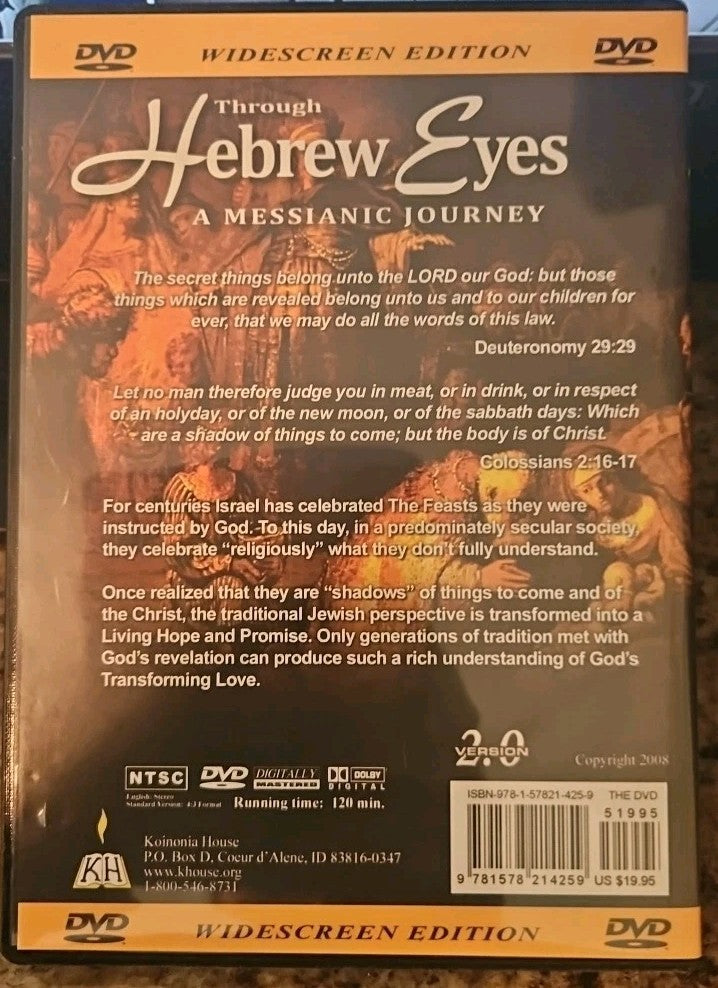 DVD WIDESCREEN EDITION DVD
Through
Hebrew Eyes
A MESSIANIC JOURNEY
The secret things belong unto the LORD our God: but those
things which are revealed belong unto us and to our children for
ever, that we may do all the words of this law.
Deuteronomy 29:29
Let no man therefore judge you in meat, or in drink, or in respect
of an holyday, or of the new moon, or of the sabbath days: Which
are a shadow of things to come; but the body is of Christ.
Colossians 2:16-17
For centuries Israel has celebrated The Feasts as they were
instructed by God. To this day, in a predominately secular society,
they celebrate “religiously” what they don't fully understand.
Once realized that they are “shadows” of things to come and of
the Christ, the traditional Jewish perspective is transformed into a
Living Hope and Promise. Only generations of tradition met with
God's revelation can produce such a rich understanding of God's
Transforming Love.
VERSION 2.0
Copyright 2008
NTSC DVD DIGITALLY MASTERED DOLBY DIGITAL
English: Stereo
Standard Version: 4:3 Format
Running time: 120 min.
KH
Koinonia House
P.O. Box D, Coeur d'Alene, ID 83816-0347
www.khouse.org
1-800-546-8731
ISBN-978-1-57821-425-9 THE DVD
51995
9 781578 214259 US $19.95
DVD WIDESCREEN EDITION DVD